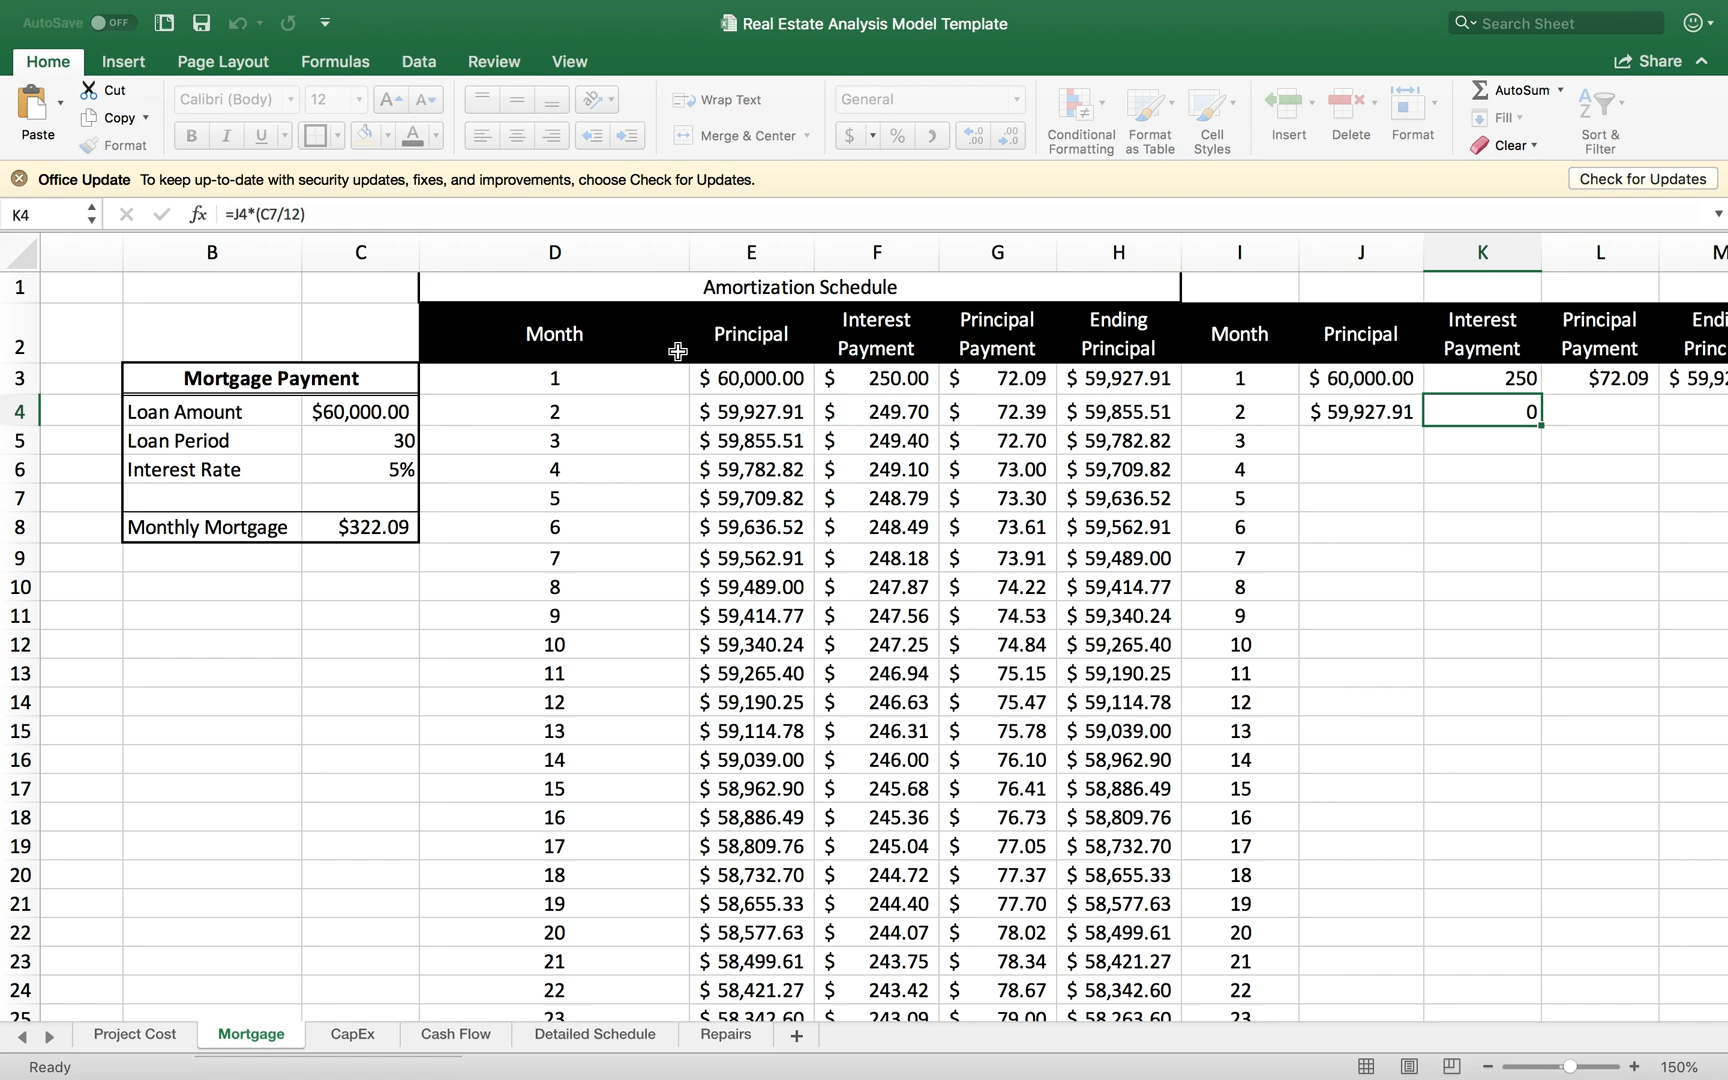 AutoSave OFF
Real Estate Analysis Model Template
Search Sheet
Home Insert Page Layout Formulas Data Review View
Share
Paste
Cut
Copy
Format
Calibri (Body) 12
B I U
Wrap Text
Merge & Center
General
$ %
Conditional Formatting
Format as Table
Cell Styles
Insert Delete Format
AutoSum
Fill
Clear
Sort & Filter
Office Update To keep up-to-date with security updates, fixes, and improvements, choose Check for Updates.
Check for Updates
K4 fx =J4*(C7/12)
B C D E F G H I J K L M
1 Amortization Schedule
2 Month Principal Interest Payment Principal Payment Ending Principal Month Principal Interest Payment Principal Payment
3 Mortgage Payment 1 $ 60,000.00 $ 250.00 $ 72.09 $ 59,927.91 1 $ 60,000.00 250 $72.09
4 Loan Amount $60,000.00 2 $ 59,927.91 $ 249.70 $ 72.39 $ 59,855.51 2 $ 59,927.91 0
5 Loan Period 30 3 $ 59,855.51 $ 249.40 $ 72.70 $ 59,782.82 3
6 Interest Rate 5% 4 $ 59,782.82 $ 249.10 $ 73.00 $ 59,709.82 4
7 5 $ 59,709.82 $ 248.79 $ 73.30 $ 59,636.52 5
8 Monthly Mortgage $322.09 6 $ 59,636.52 $ 248.49 $ 73.61 $ 59,562.91 6
9 7 $ 59,562.91 $ 248.18 $ 73.91 $ 59,489.00 7
10 8 $ 59,489.00 $ 247.87 $ 74.22 $ 59,414.77 8
11 9 $ 59,414.77 $ 247.56 $ 74.53 $ 59,340.24 9
12 10 $ 59,340.24 $ 247.25 $ 74.84 $ 59,265.40 10
13 11 $ 59,265.40 $ 246.94 $ 75.15 $ 59,190.25 11
14 12 $ 59,190.25 $ 246.63 $ 75.47 $ 59,114.78 12
15 13 $ 59,114.78 $ 246.31 $ 75.78 $ 59,039.00 13
16 14 $ 59,039.00 $ 246.00 $ 76.10 $ 58,962.90 14
17 15 $ 58,962.90 $ 245.68 $ 76.41 $ 58,886.49 15
18 16 $ 58,886.49 $ 245.36 $ 76.73 $ 58,809.76 16
19 17 $ 58,809.76 $ 245.04 $ 77.05 $ 58,732.70 17
20 18 $ 58,732.70 $ 244.72 $ 77.37 $ 58,655.33 18
21 19 $ 58,655.33 $ 244.40 $ 77.70 $ 58,577.63 19
22 20 $ 58,577.63 $ 244.07 $ 78.02 $ 58,499.61 20
23 21 $ 58,499.61 $ 243.75 $ 78.34 $ 58,421.27 21
24 22 $ 58,421.27 $ 243.42 $ 78.67 $ 58,342.60 22
25 23 $ 58,342.60 $ 243.09 $ 79.00 $ 58,263.60 23
Project Cost Mortgage CapEx Cash Flow Detailed Schedule Repairs
Ready
150%